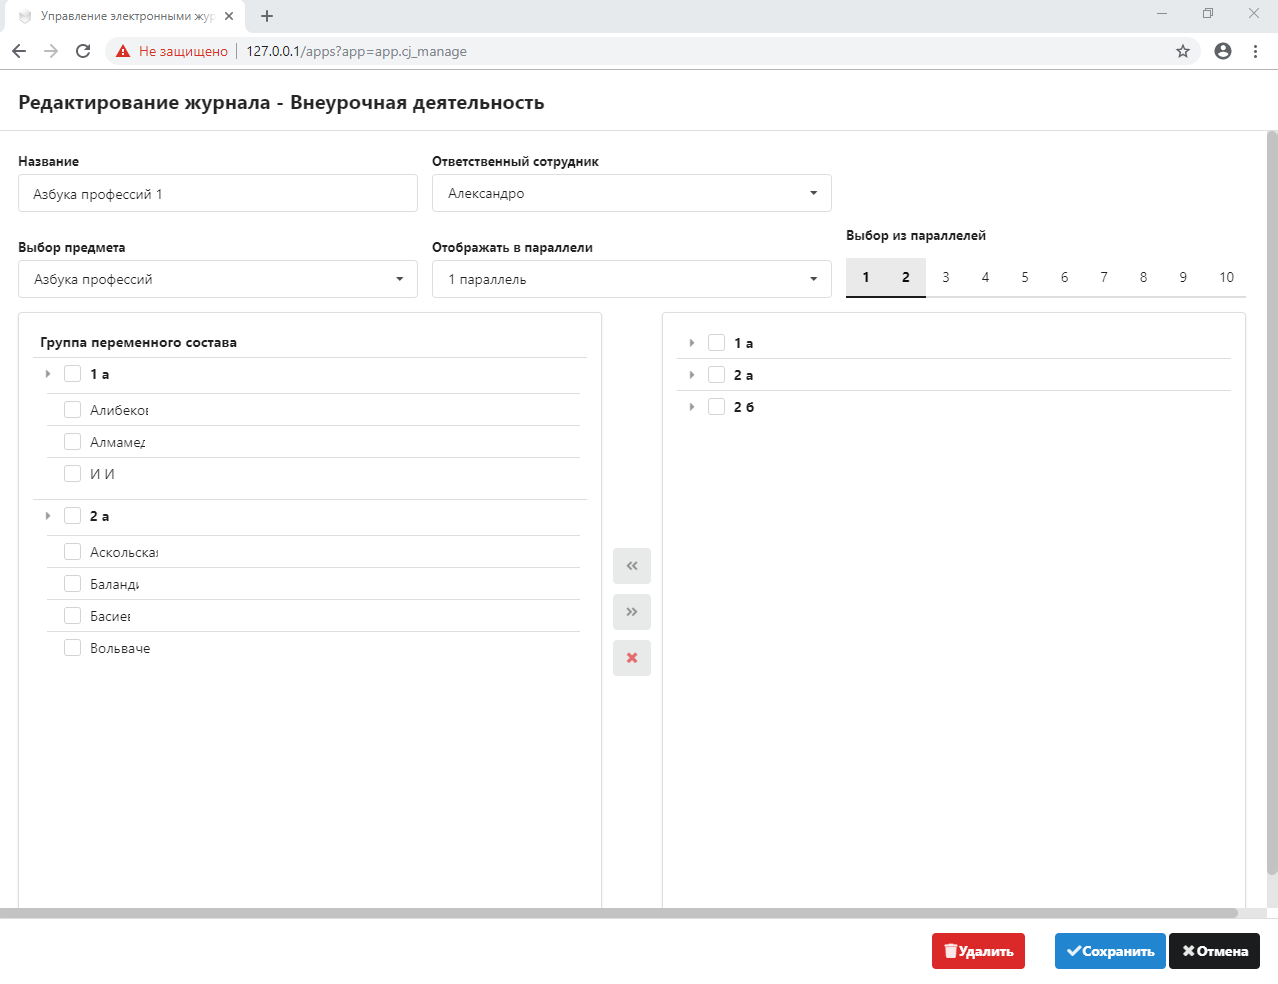 Управление электронными жур
Не защищено 127.0.0.1/apps?app=app.cj_manage
Редактирование журнала - Внеурочная деятельность
Название
Ответственный сотрудник
Азбука профессий 1
Александро
Выбор предмета
Отображать в параллели
Выбор из параллелей
Азбука профессий
1 параллель
1 2 3 4 5 6 7 8 9 10
Группа переменного состава
1 а
Алибеков
Алмамед
И И
2 а
Аскольская
Баланди
Басиев
Вольваче
1 а
2 а
2 б
Удалить
Сохранить
Отмена